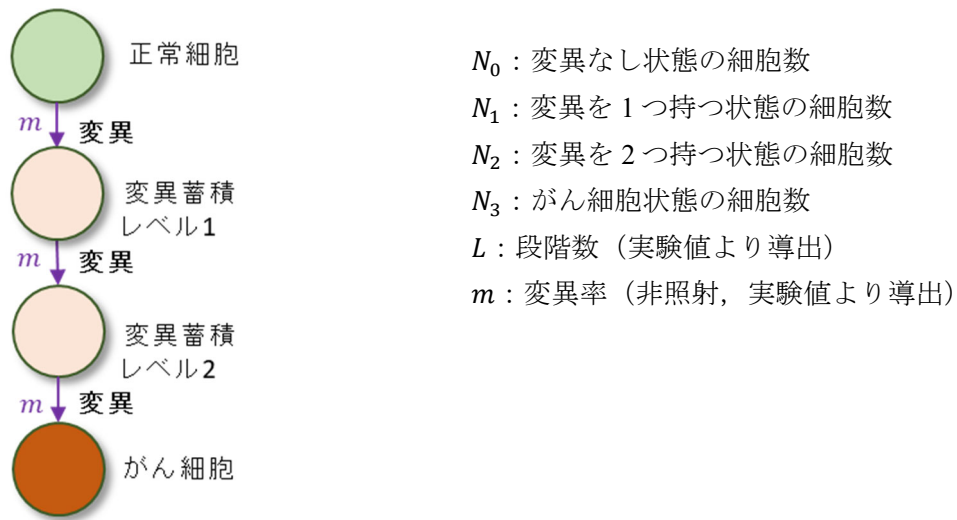 正常細胞
m 変異
変異蓄積
レベル1
m 変異
変異蓄積
レベル2
m 変異
がん細胞
N₀：変異なし状態の細胞数
N₁：変異を 1 つ持つ状態の細胞数
N₂：変異を 2 つ持つ状態の細胞数
N₃：がん細胞状態の細胞数
L：段階数（実験値より導出）
m：変異率（非照射，実験値より導出）